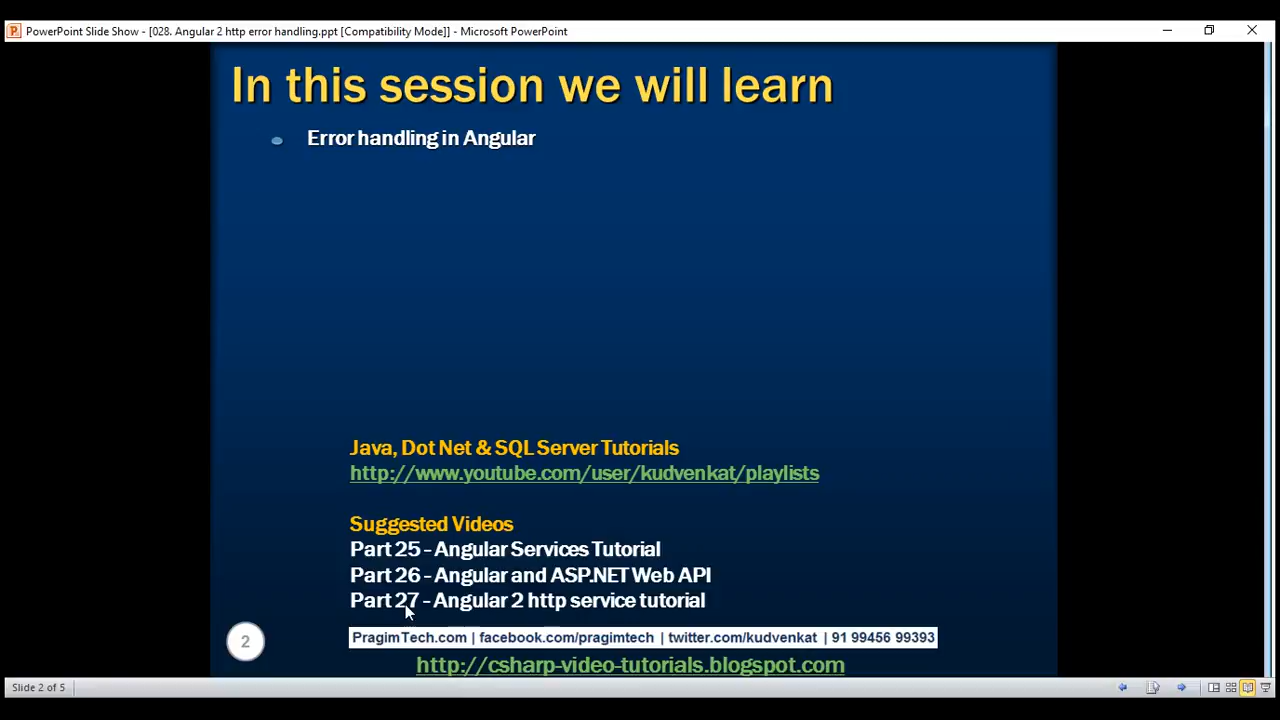 PowerPoint Slide Show - [028. Angular 2 http error handling.ppt [Compatibility Mode]] - Microsoft PowerPoint
In this session we will learn
Error handling in Angular
Java, Dot Net & SQL Server Tutorials
http://www.youtube.com/user/kudvenkat/playlists
Suggested Videos
Part 25 - Angular Services Tutorial
Part 26 - Angular and ASP.NET Web API
Part 27 - Angular 2 http service tutorial
2
PragimTech.com | facebook.com/pragimtech | twitter.com/kudvenkat | 91 99456 99393
http://csharp-video-tutorials.blogspot.com
Slide 2 of 5